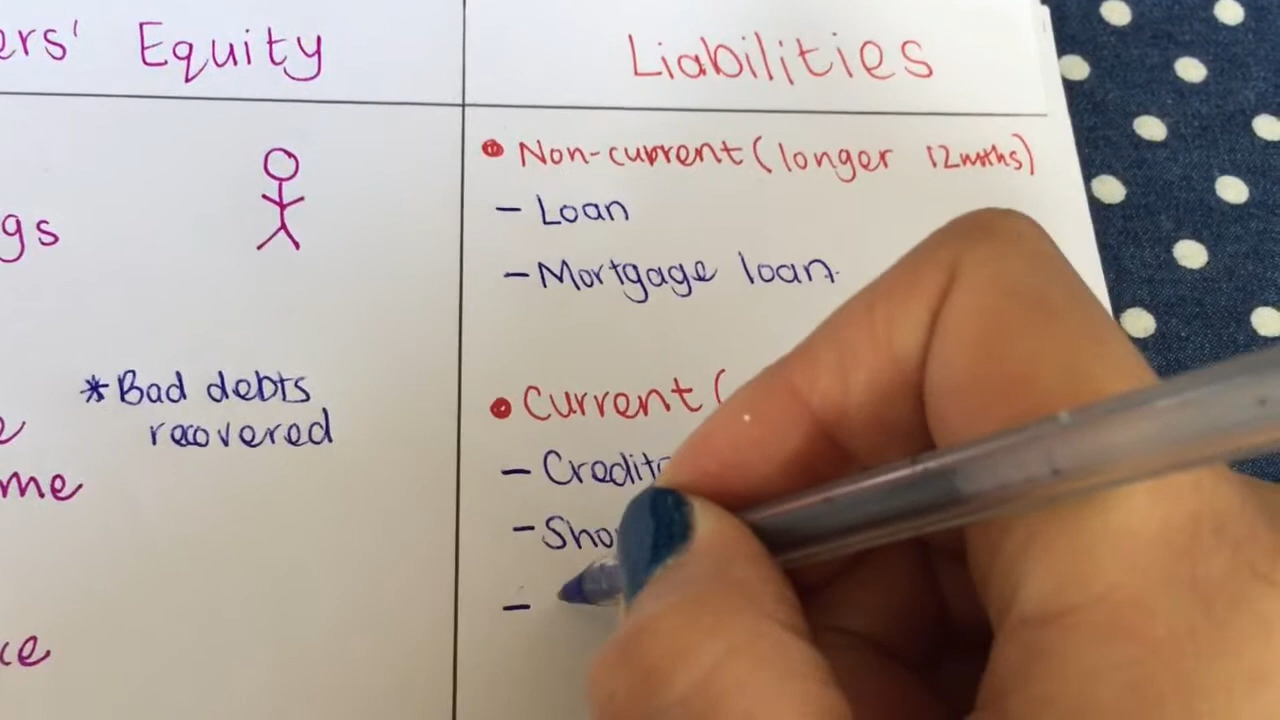 ers' Equity
Liabilities
gs
* Bad debts
recovered
e
me
ce
• Non-current (longer 12mths)
- Loan
- Mortgage loan
• Current (
- Credit
- Sho
-